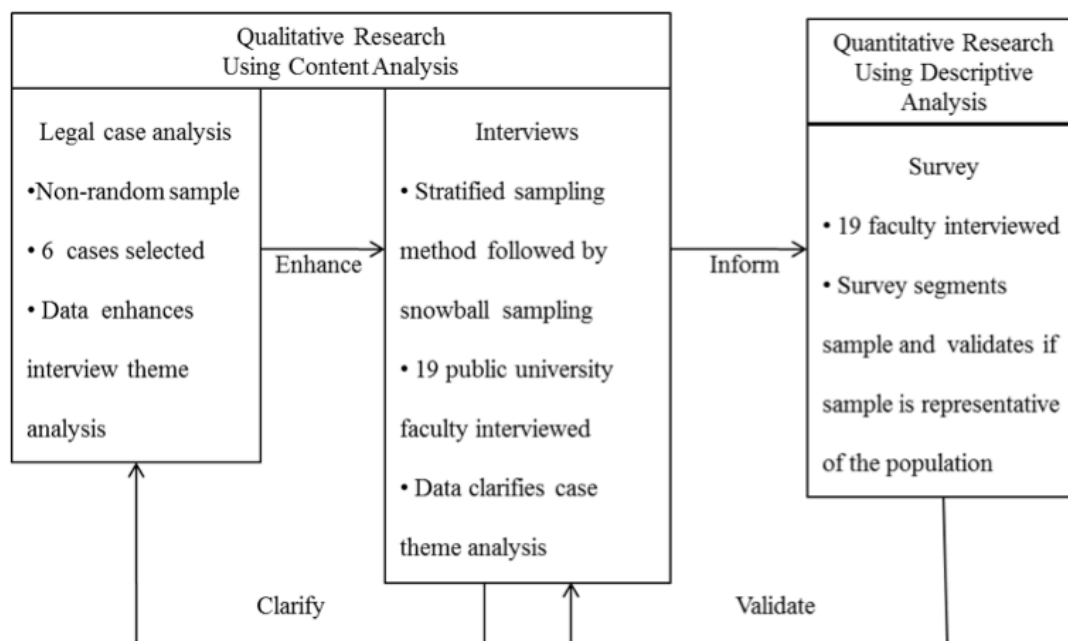 Qualitative Research
Using Content Analysis
Legal case analysis
•Non-random sample
• 6 cases selected
• Data enhances
interview theme
analysis
Enhance
Interviews
• Stratified sampling
method followed by
snowball sampling
• 19 public university
faculty interviewed
• Data clarifies case
theme analysis
Inform
Quantitative Research
Using Descriptive
Analysis
Survey
• 19 faculty interviewed
• Survey segments
sample and validates if
sample is representative
of the population
Clarify
Validate